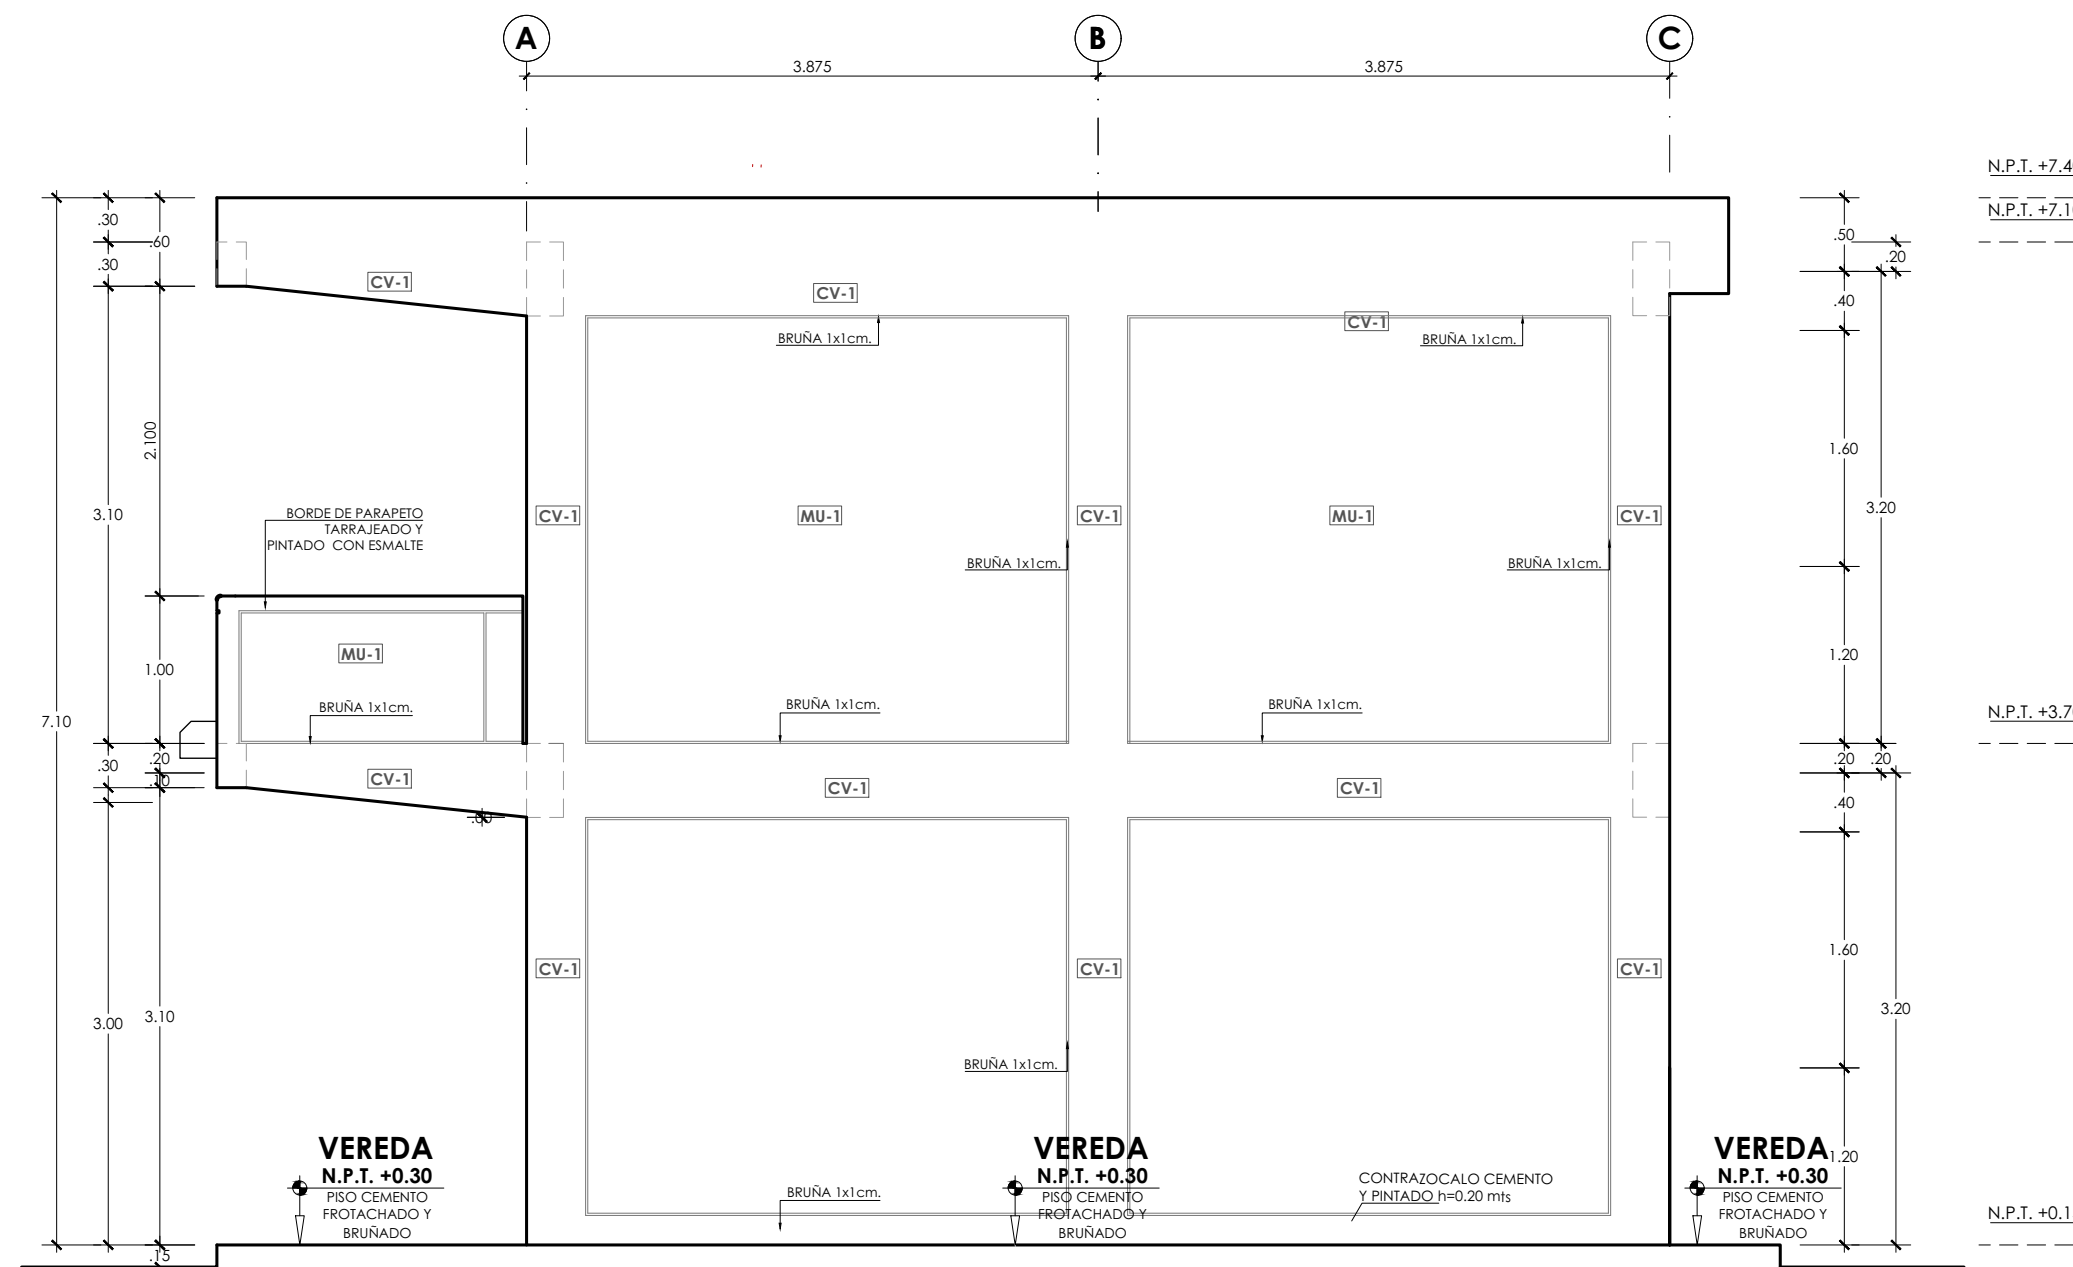 A
B
C
3.875
3.875
N.P.T. +7.4
N.P.T. +7.1
.30
.60
.30
.50
.20
.40
CV-1
CV-1
CV-1
BRUÑA 1x1cm.
BRUÑA 1x1cm.
2.100
1.60
3.10
3.20
BORDE DE PARAPETO
TARRAJEADO Y
PINTADO CON ESMALTE
CV-1
MU-1
CV-1
MU-1
CV-1
BRUÑA 1x1cm.
BRUÑA 1x1cm.
MU-1
1.00
1.20
BRUÑA 1x1cm.
BRUÑA 1x1cm.
BRUÑA 1x1cm.
7.10
N.P.T. +3.7
.30
.20
.10
.20
.20
CV-1
CV-1
CV-1
.40
.00
CV-1
CV-1
CV-1
1.60
3.00
3.10
3.20
BRUÑA 1x1cm.
VEREDA
N.P.T. +0.30
PISO CEMENTO
FROTACHADO Y
BRUÑADO
BRUÑA 1x1cm.
VEREDA
N.P.T. +0.30
PISO CEMENTO
FROTACHADO Y
BRUÑADO
CONTRAZOCALO CEMENTO
Y PINTADO h=0.20 mts
VEREDA
N.P.T. +0.30
PISO CEMENTO
FROTACHADO Y
BRUÑADO
1.20
N.P.T. +0.1
.15